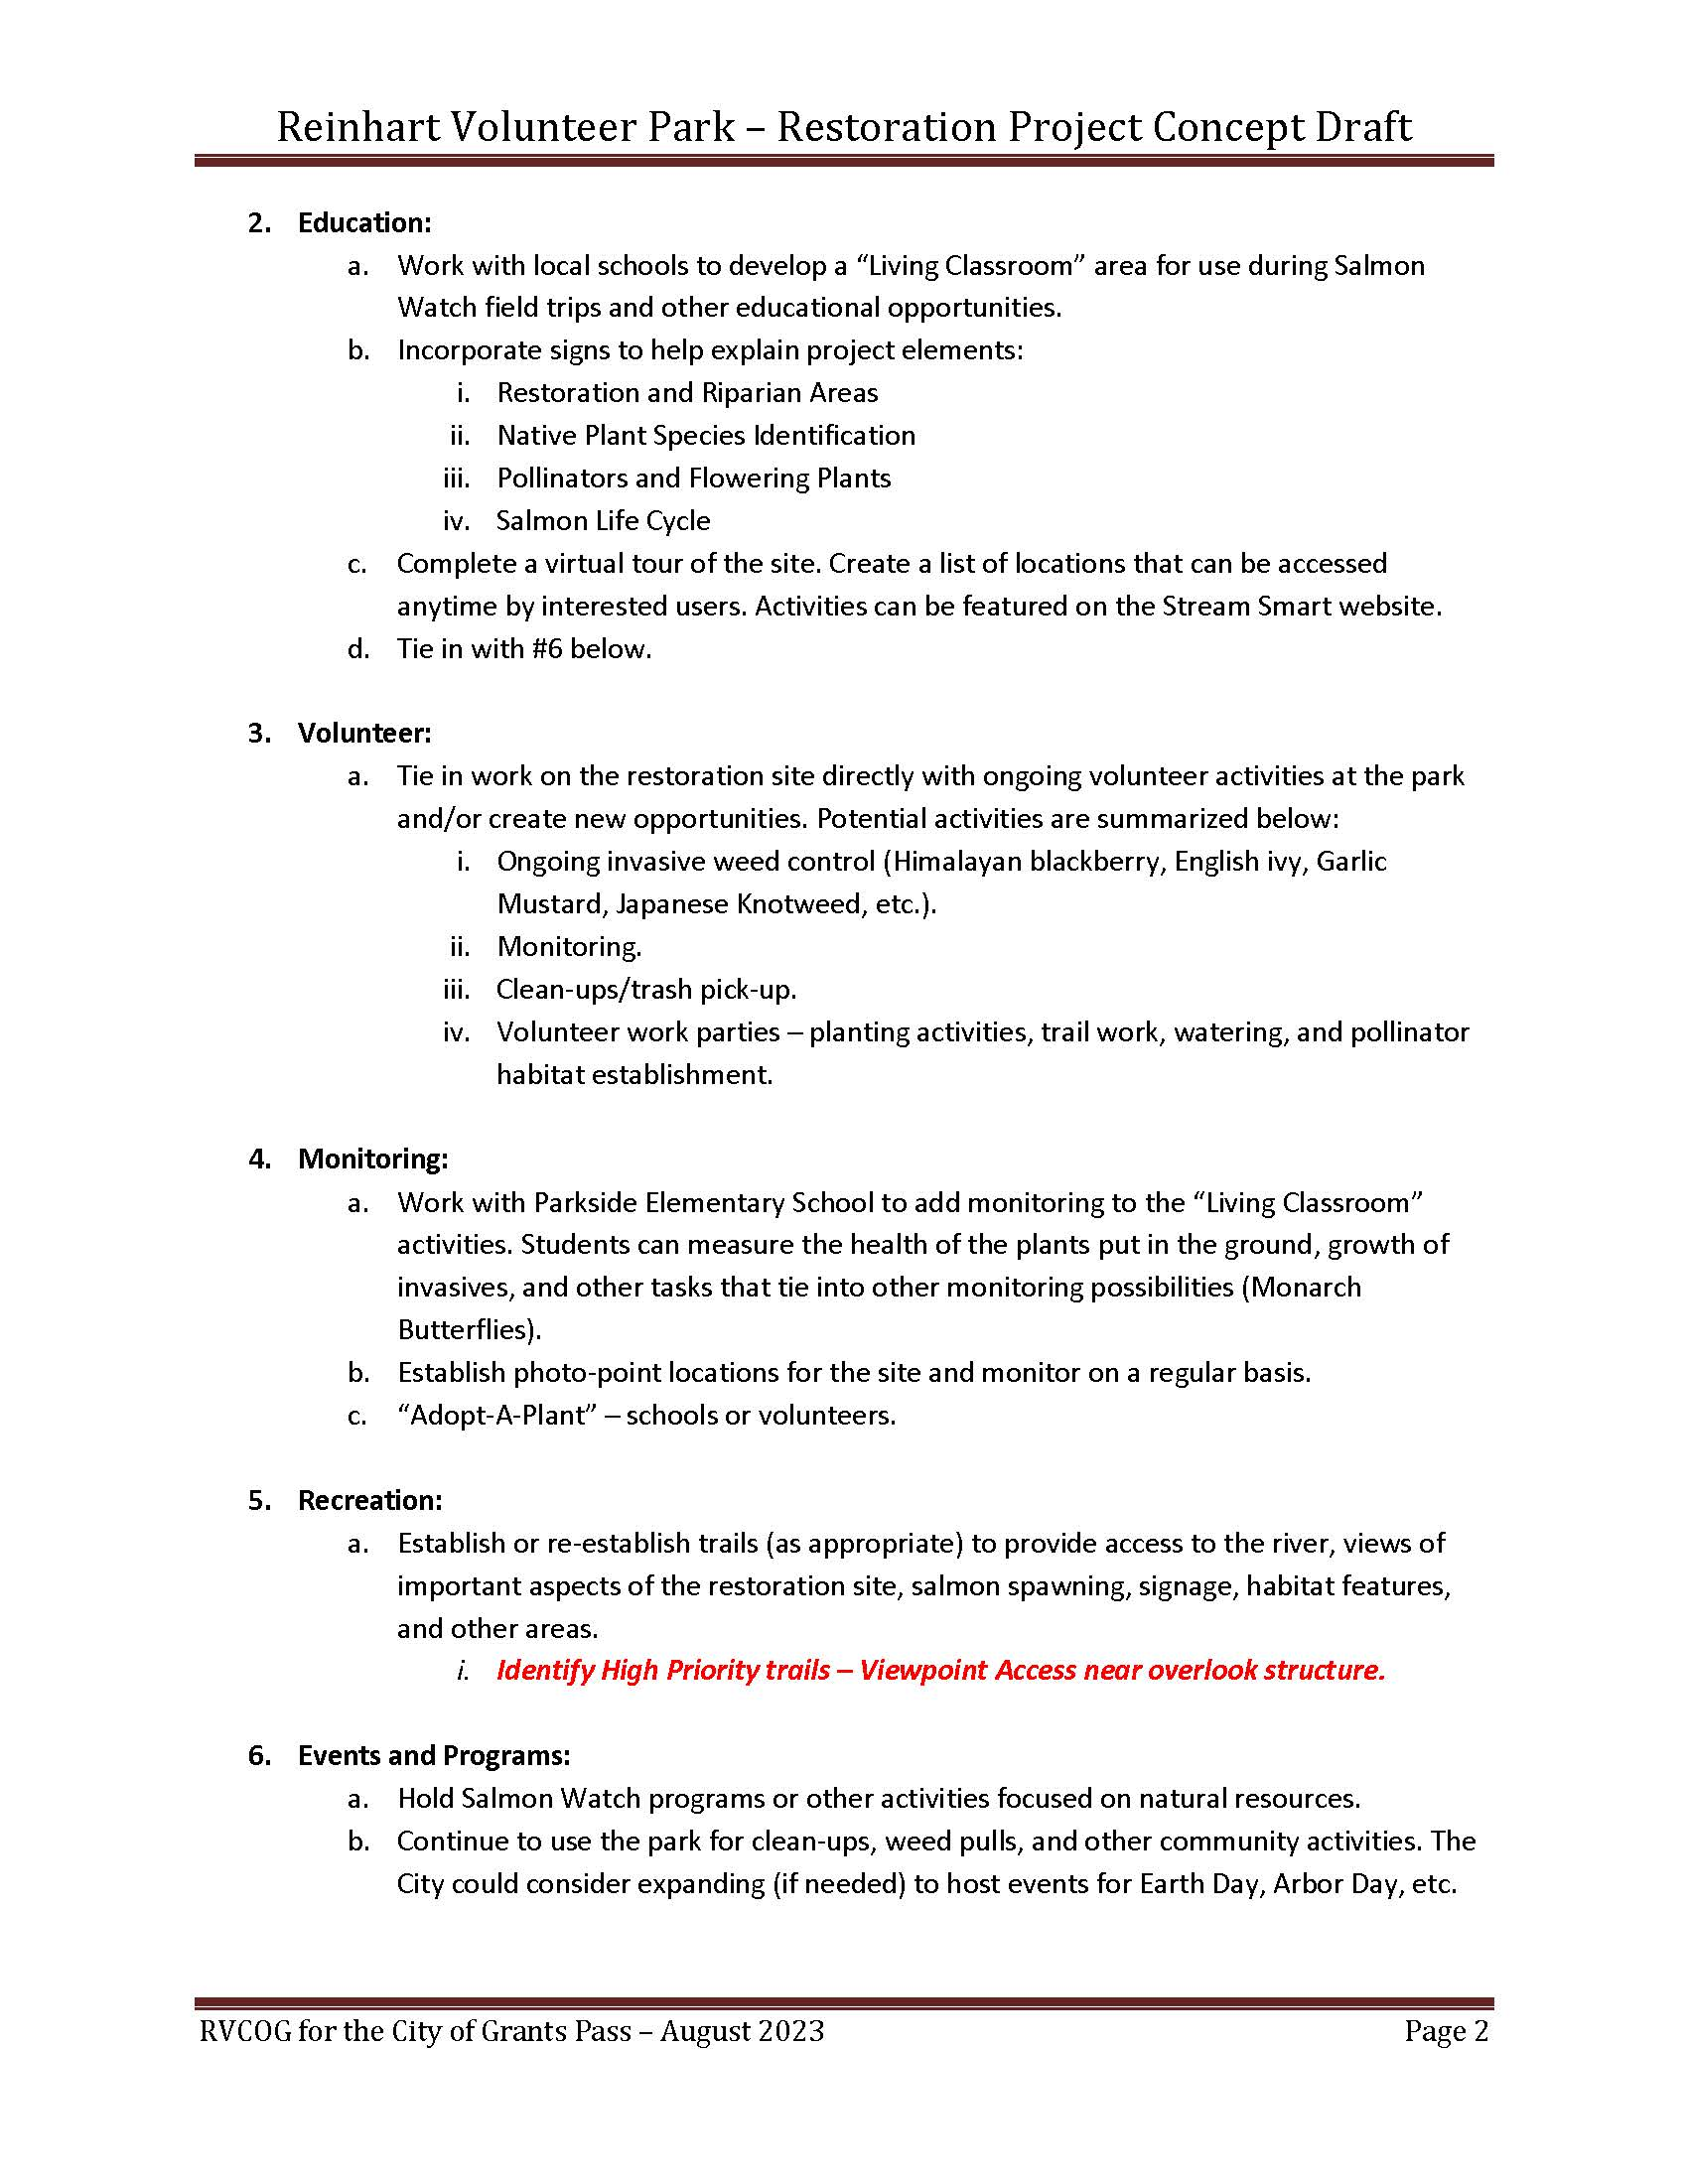 Reinhart Volunteer Park – Restoration Project Concept Draft
2. Education:
a. Work with local schools to develop a “Living Classroom” area for use during Salmon
Watch field trips and other educational opportunities.
b. Incorporate signs to help explain project elements:
i. Restoration and Riparian Areas
ii. Native Plant Species Identification
iii. Pollinators and Flowering Plants
iv. Salmon Life Cycle
c. Complete a virtual tour of the site. Create a list of locations that can be accessed
anytime by interested users. Activities can be featured on the Stream Smart website.
d. Tie in with #6 below.
3. Volunteer:
a. Tie in work on the restoration site directly with ongoing volunteer activities at the park
and/or create new opportunities. Potential activities are summarized below:
i. Ongoing invasive weed control (Himalayan blackberry, English ivy, Garlic
Mustard, Japanese Knotweed, etc.).
ii. Monitoring.
iii. Clean-ups/trash pick-up.
iv. Volunteer work parties – planting activities, trail work, watering, and pollinator
habitat establishment.
4. Monitoring:
a. Work with Parkside Elementary School to add monitoring to the “Living Classroom”
activities. Students can measure the health of the plants put in the ground, growth of
invasives, and other tasks that tie into other monitoring possibilities (Monarch
Butterflies).
b. Establish photo-point locations for the site and monitor on a regular basis.
c. “Adopt-A-Plant” – schools or volunteers.
5. Recreation:
a. Establish or re-establish trails (as appropriate) to provide access to the river, views of
important aspects of the restoration site, salmon spawning, signage, habitat features,
and other areas.
i. Identify High Priority trails – Viewpoint Access near overlook structure.
6. Events and Programs:
a. Hold Salmon Watch programs or other activities focused on natural resources.
b. Continue to use the park for clean-ups, weed pulls, and other community activities. The
City could consider expanding (if needed) to host events for Earth Day, Arbor Day, etc.
RVCOG for the City of Grants Pass – August 2023 Page 2